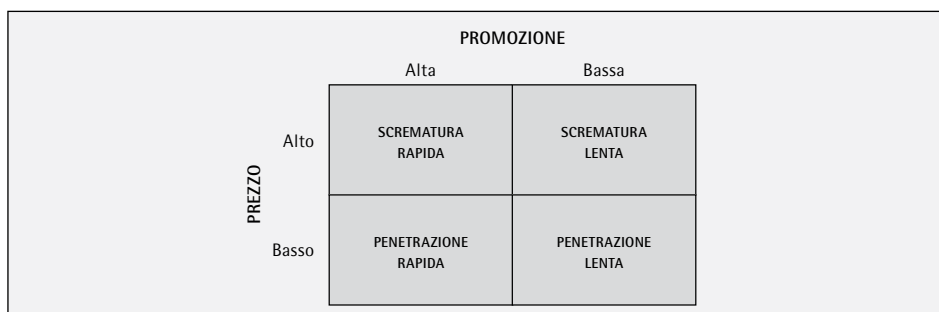 PROMOZIONE
Alta Bassa
PREZZO
Alto
SCREMATURA
RAPIDA
SCREMATURA
LENTA
Basso
PENETRAZIONE
RAPIDA
PENETRAZIONE
LENTA